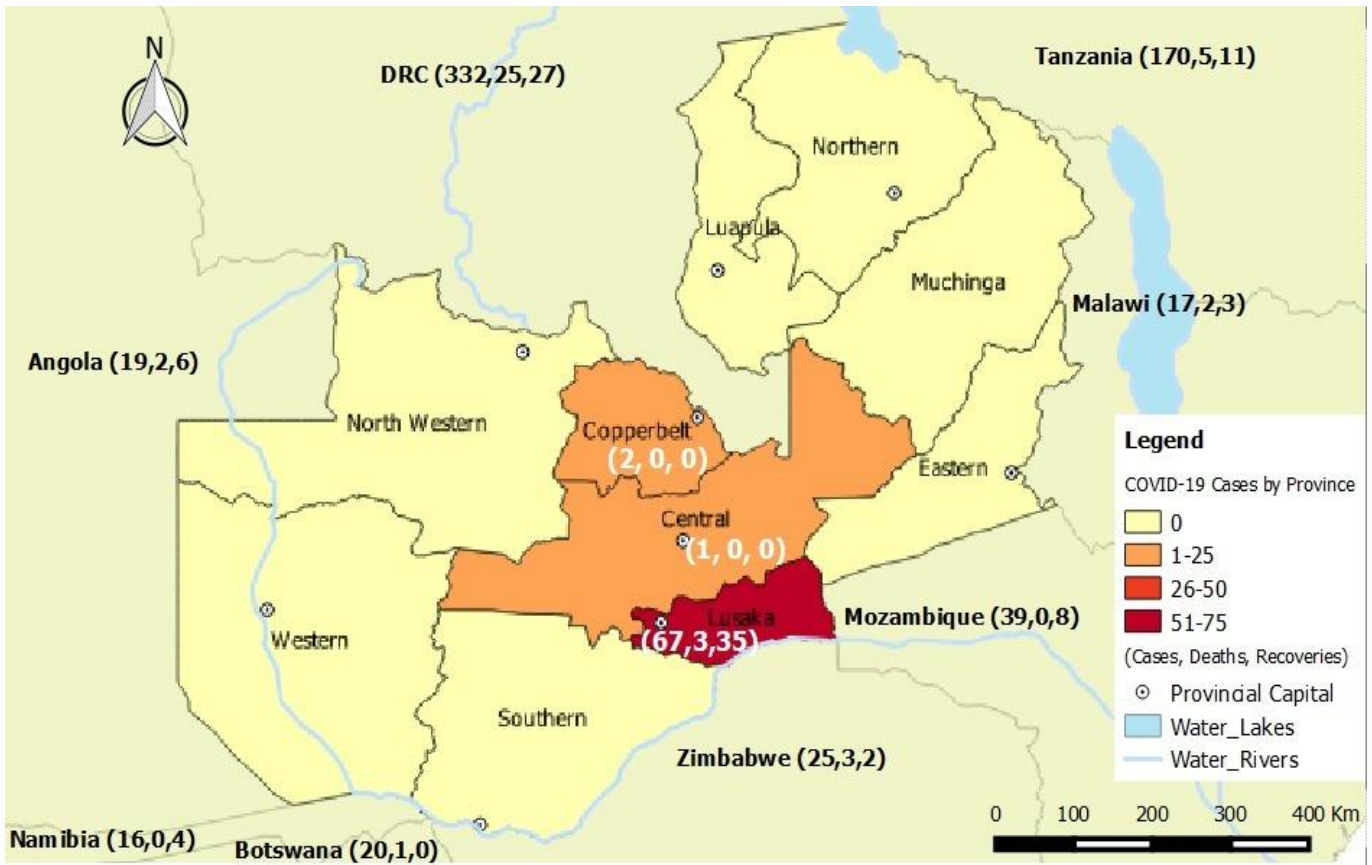 N
DRC (332,25,27)
Tanzania (170,5,11)
Northern
Luapula
Muchinga
Malawi (17,2,3)
Angola (19,2,6)
North Western
Copperbelt
(2, 0, 0)
Eastern
Central
(1, 0, 0)
Lusaka
(67,3,35)
Mozambique (39,0,8)
Western
Southern
Zimbabwe (25,3,2)
Namibia (16,0,4)
Botswana (20,1,0)
Legend
COVID-19 Cases by Province
0
1-25
26-50
51-75
(Cases, Deaths, Recoveries)
Provincial Capital
Water_Lakes
Water_Rivers
0 100 200 300 400 Km